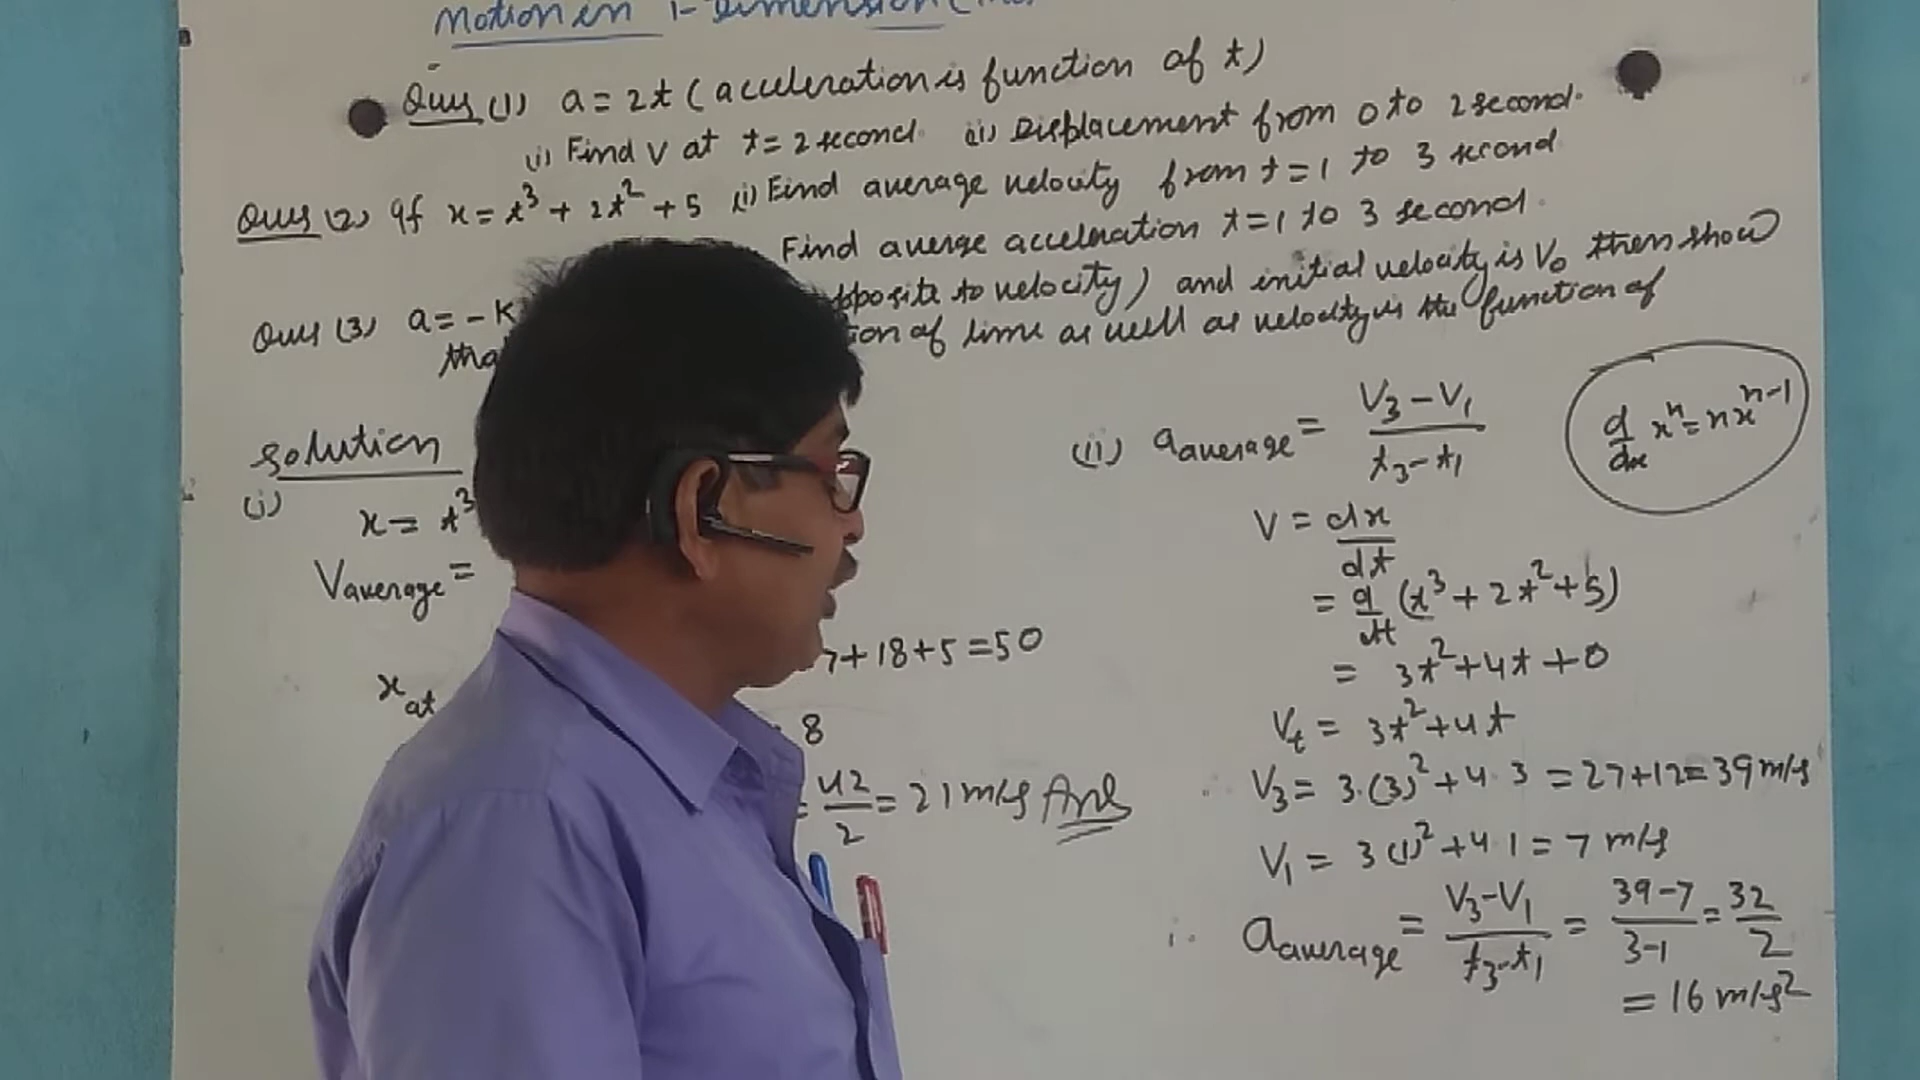 Motion in 1-Dimension
Ques (1) a = 2t (acceleration is function of t)
(i) Find V at t = 2 second. (ii) Displacement from 0 to 2 second.
Ques (2) If x = t³ + 2t² + 5 (i) Find average velocity from t = 1 to 3 second
Find averge acceleration t = 1 to 3 second.
Ques (3) a = - K opposite to velocity) and initial velocity is V₀ then show
tha ion of time as well as velocity is the function of
solution
(i)
x = t³
Vaverage =
x at 7 + 18 + 5 = 50
= 8
= 42/2 = 21 m/s Ans
(ii) aaverage = (V₃ - V₁)/(t₃ - t₁)
d/dx xⁿ = n xⁿ⁻¹
V = dx/dt
= d/dt (t³ + 2t² + 5)
= 3t² + 4t + 0
Vt = 3t² + 4t
V₃ = 3.(3)² + 4.3 = 27 + 12 = 39 m/s
V₁ = 3(1)² + 4.1 = 7 m/s
∴ aaverage = (V₃ - V₁)/(t₃ - t₁) = (39 - 7)/(3 - 1) = 32/2
= 16 m/s²